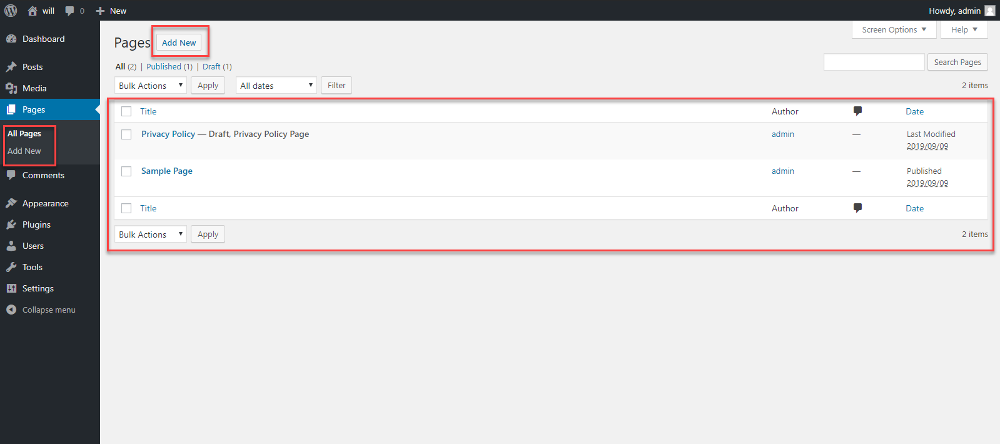 will 0 New Howdy, admin
Screen Options Help
Dashboard
Posts
Media
Pages
All Pages
Add New
Comments
Appearance
Plugins
Users
Tools
Settings
Collapse menu
Pages Add New
All (2) | Published (1) | Draft (1)
Search Pages
Bulk Actions Apply All dates Filter 2 items
Title Author Date
Privacy Policy — Draft, Privacy Policy Page admin — Last Modified
2019/09/09
Sample Page admin — Published
2019/09/09
Title Author Date
Bulk Actions Apply 2 items